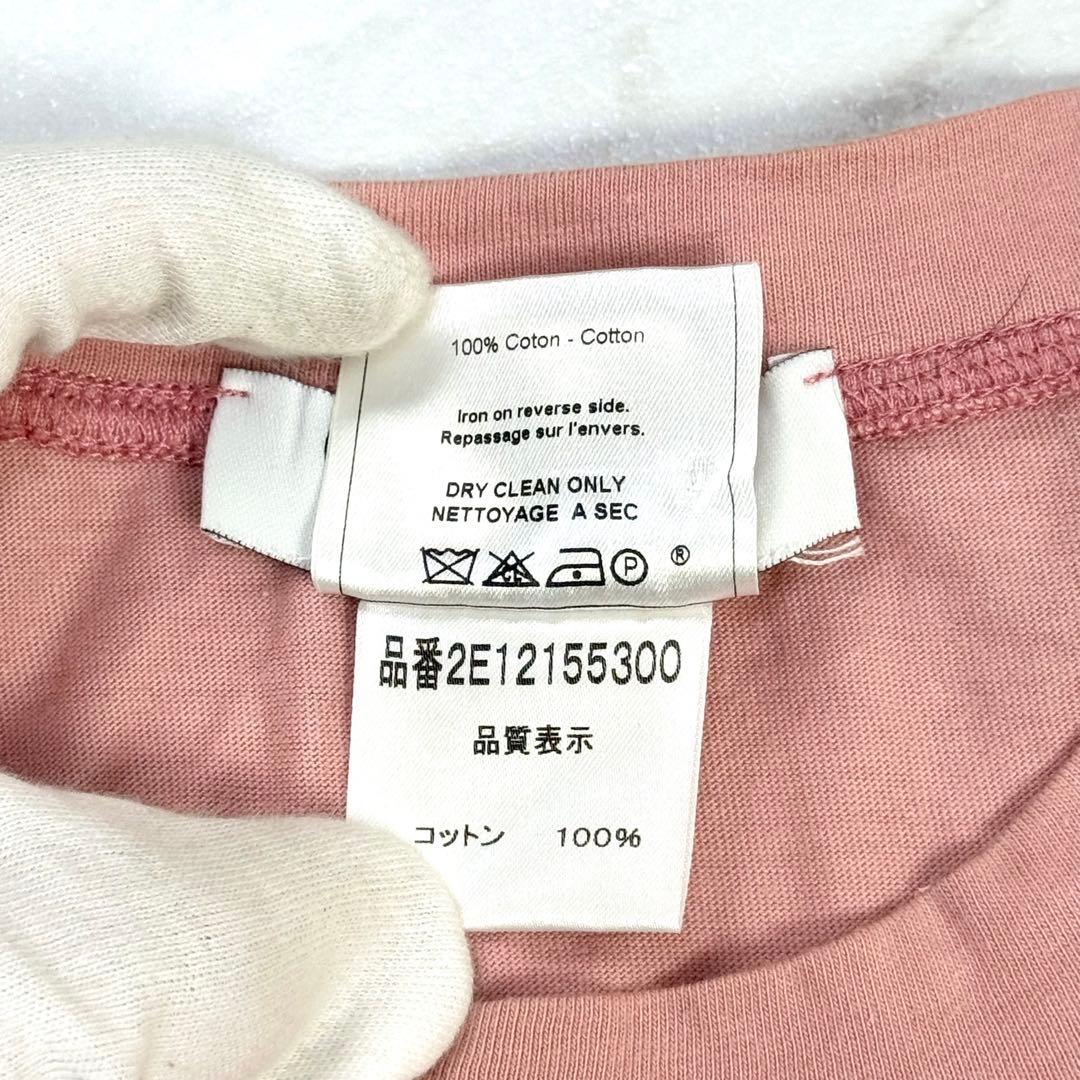 100% Coton - Cotton
Iron on reverse side.
Repassage sur l'envers.
DRY CLEAN ONLY
NETTOYAGE A SEC
P ®
品番2E12155300
品質表示
コットン 100%